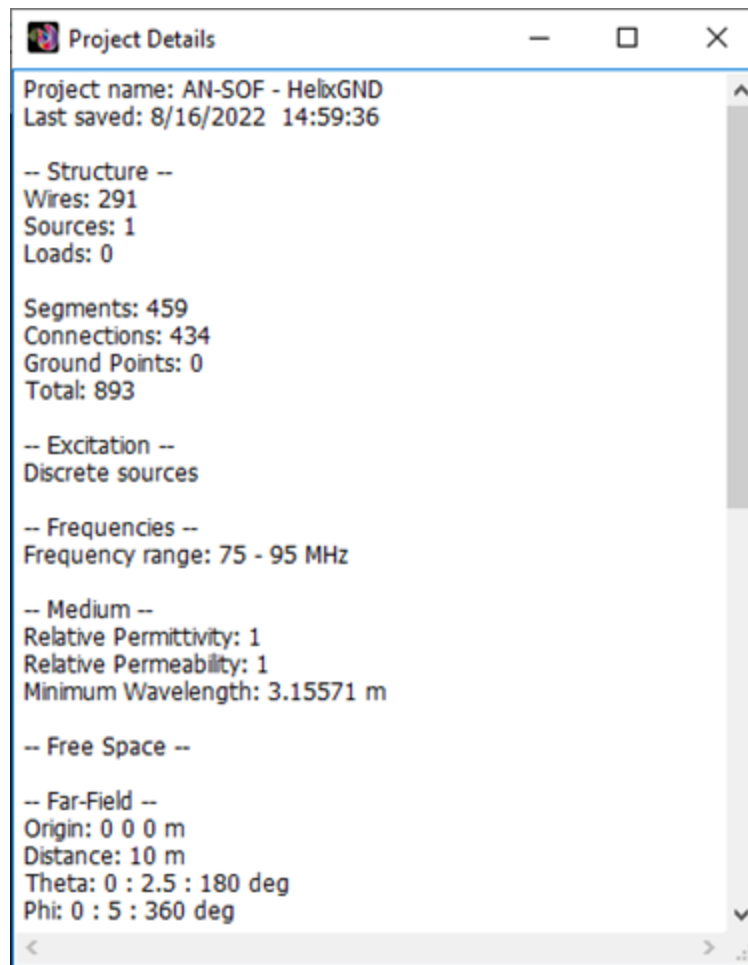 Project Details
Project name: AN-SOF - HelixGND
Last saved: 8/16/2022  14:59:36
-- Structure --
Wires: 291
Sources: 1
Loads: 0
Segments: 459
Connections: 434
Ground Points: 0
Total: 893
-- Excitation --
Discrete sources
-- Frequencies --
Frequency range: 75 - 95 MHz
-- Medium --
Relative Permittivity: 1
Relative Permeability: 1
Minimum Wavelength: 3.15571 m
-- Free Space --
-- Far-Field --
Origin: 0 0 0 m
Distance: 10 m
Theta: 0 : 2.5 : 180 deg
Phi: 0 : 5 : 360 deg